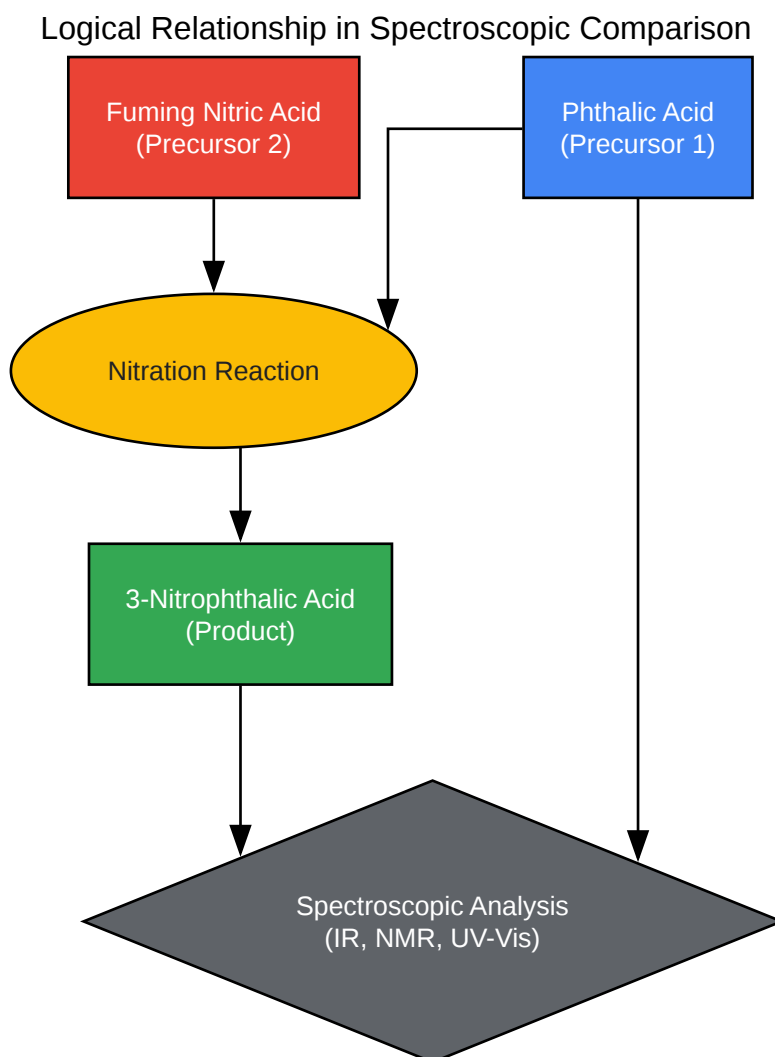 Logical Relationship in Spectroscopic Comparison
Fuming Nitric Acid
(Precursor 2)
Phthalic Acid
(Precursor 1)
Nitration Reaction
3-Nitrophthalic Acid
(Product)
Spectroscopic Analysis
(IR, NMR, UV-Vis)